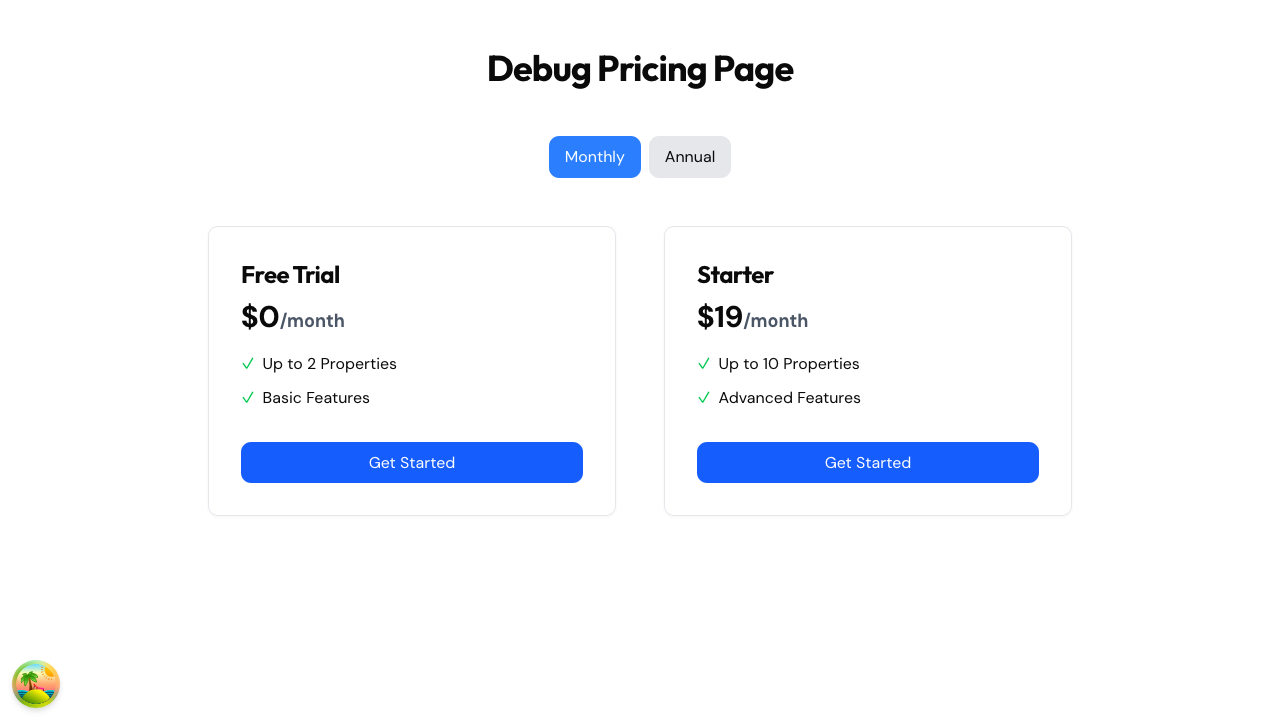 Debug Pricing Page
Monthly
Annual
Free Trial
$0/month
Up to 2 Properties
Basic Features
Get Started
Starter
$19/month
Up to 10 Properties
Advanced Features
Get Started